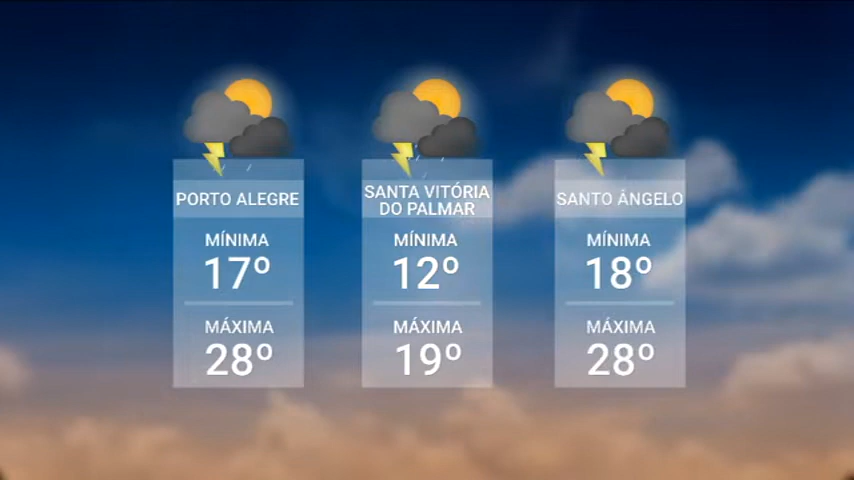 PORTO ALEGRE
MÍNIMA
17º
MÁXIMA
28º
SANTA VITÓRIA
DO PALMAR
MÍNIMA
12º
MÁXIMA
19º
SANTO ÂNGELO
MÍNIMA
18º
MÁXIMA
28º